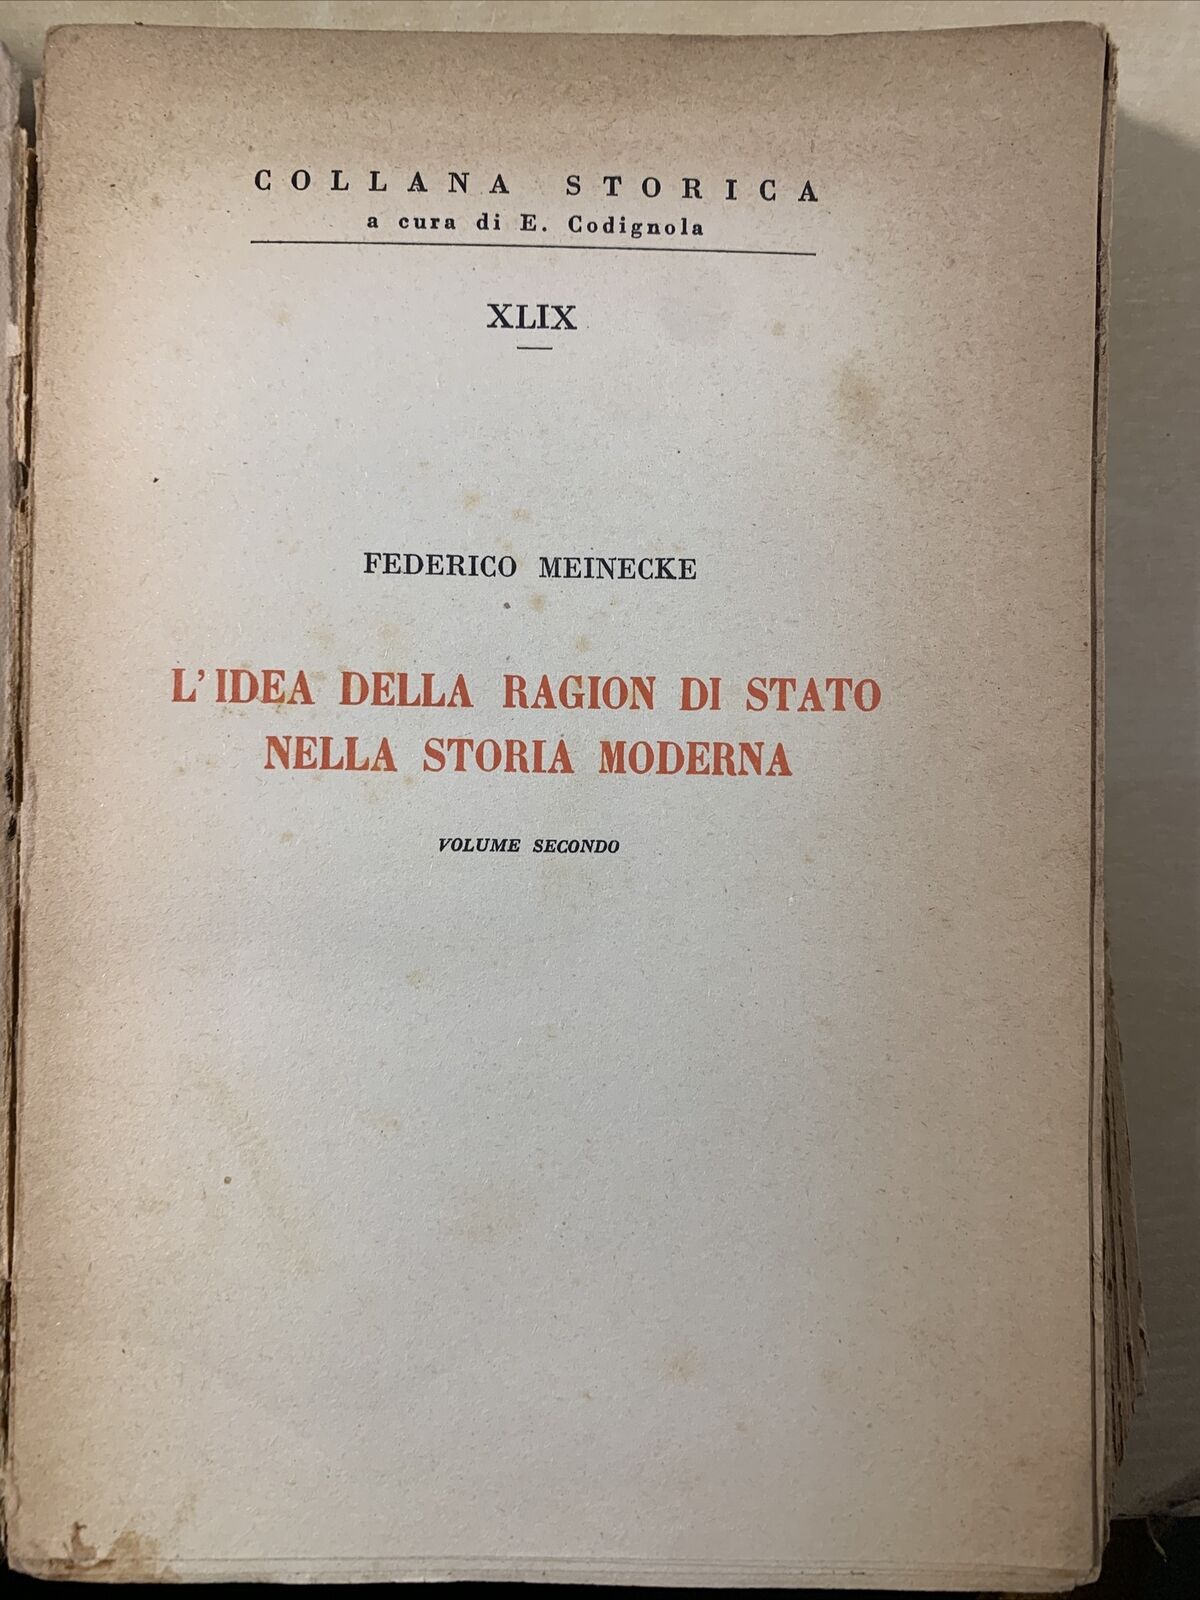 COLLANA STORICA
a cura di E. Codignola
XLIX
FEDERICO MEINECKE
L'IDEA DELLA RAGION DI STATO
NELLA STORIA MODERNA
VOLUME SECONDO